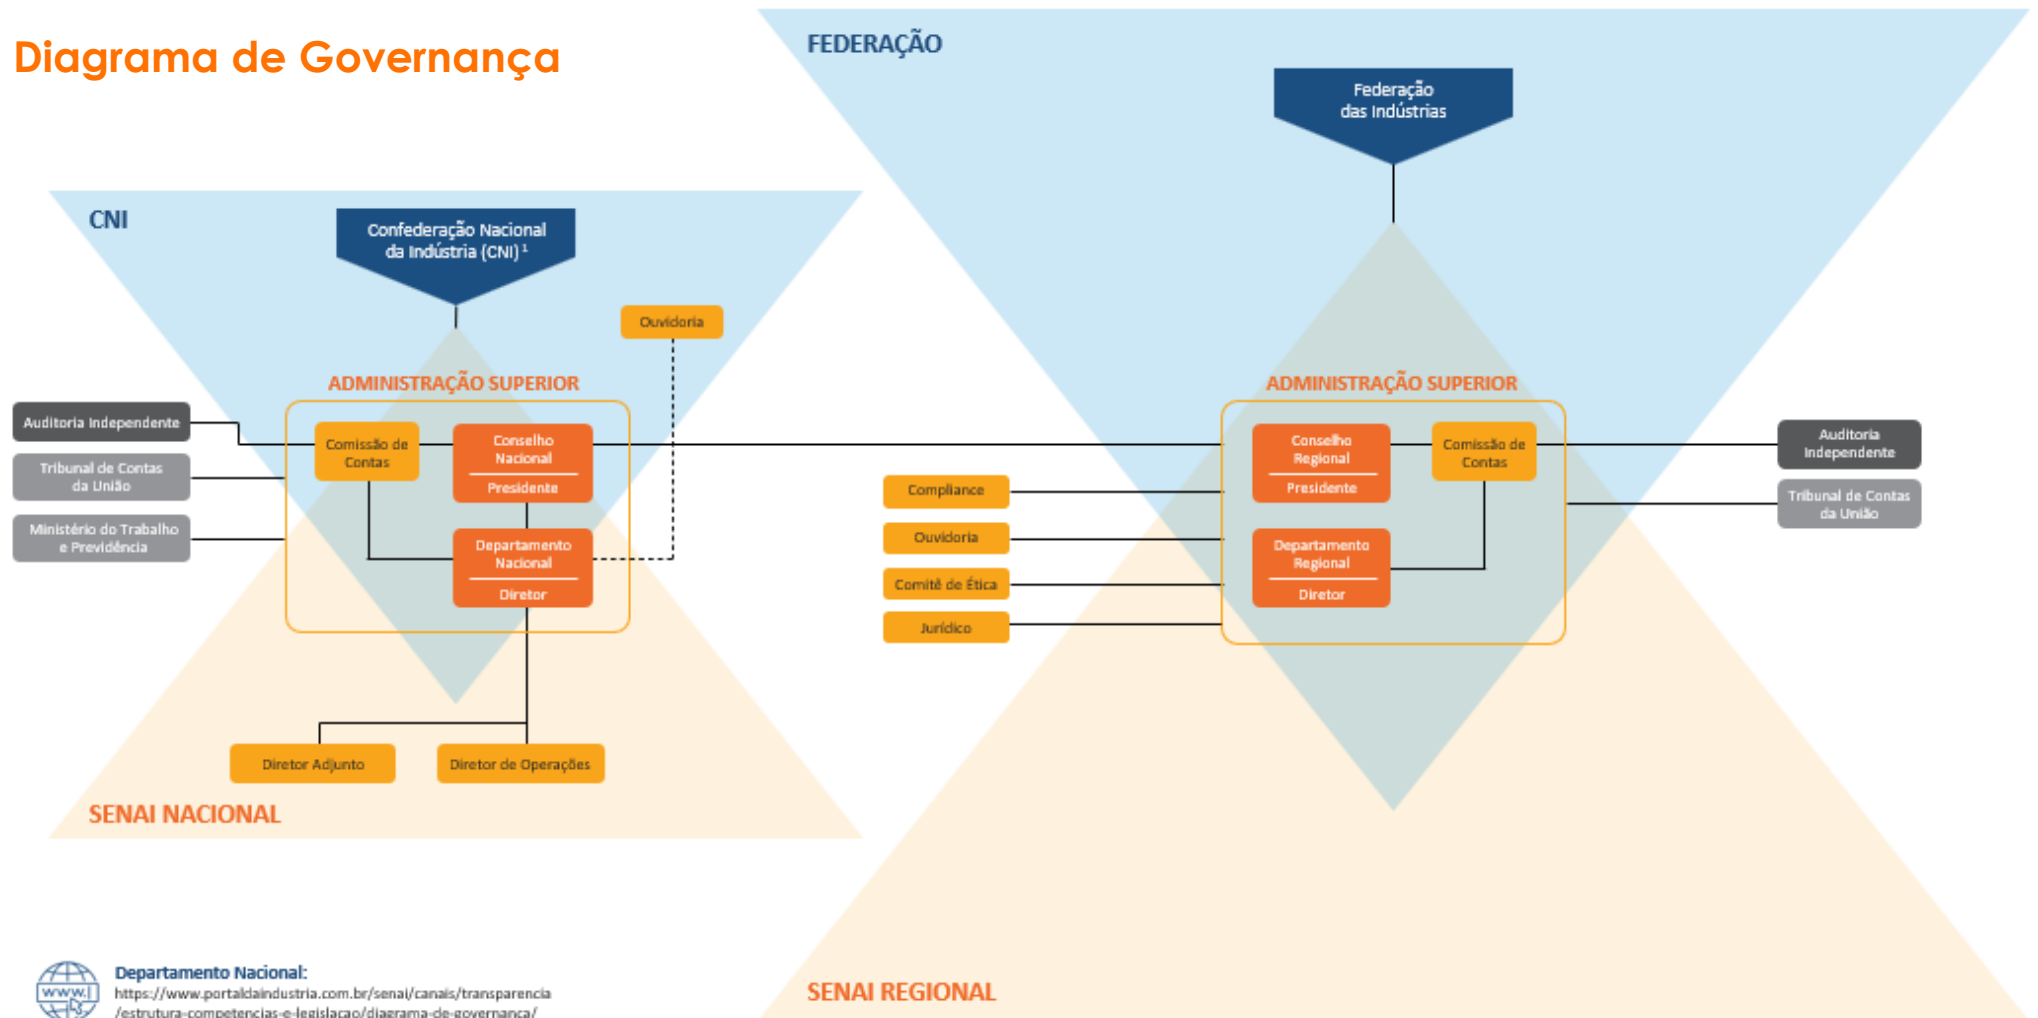 Diagrama de Governança
FEDERAÇÃO
Federação
das Indústrias
CNI
Confederação Nacional
da Indústria (CNI)¹
Ouvidoria
ADMINISTRAÇÃO SUPERIOR
Auditoria Independente
Tribunal de Contas
da União
Ministério do Trabalho
e Previdência
Comissão de
Contas
Conselho
Nacional
Presidente
Departamento
Nacional
Diretor
Diretor Adjunto
Diretor de Operações
SENAI NACIONAL
ADMINISTRAÇÃO SUPERIOR
Compliance
Ouvidoria
Comitê de Ética
Jurídico
Conselho
Regional
Presidente
Departamento
Regional
Diretor
Comissão de
Contas
Auditoria
Independente
Tribunal de Contas
da União
SENAI REGIONAL
www.
Departamento Nacional:
https://www.portaldaindustria.com.br/senai/canais/transparencia
/estrutura-competencias-e-legislacao/diagrama-de-governanca/